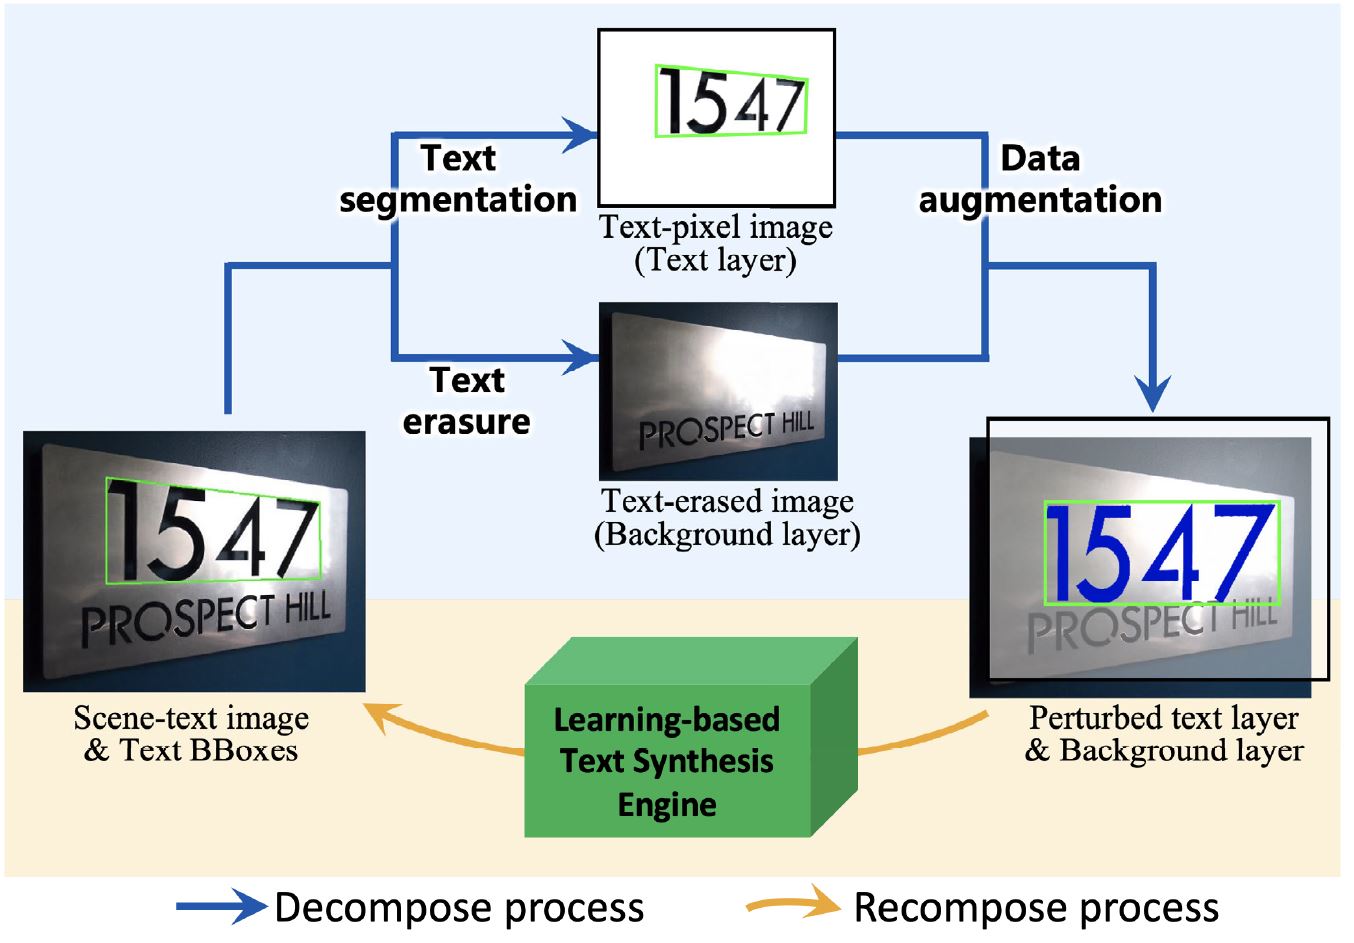 1547
Text
segmentation
Data
augmentation
Text-pixel image
(Text layer)
Text
erasure
PROSPECT HILL
Text-erased image
(Background layer)
1547
PROSPECT HILL
Scene-text image
& Text BBoxes
1547
PROSPECT HILL
Perturbed text layer
& Background layer
Learning-based
Text Synthesis
Engine
Decompose process
Recompose process